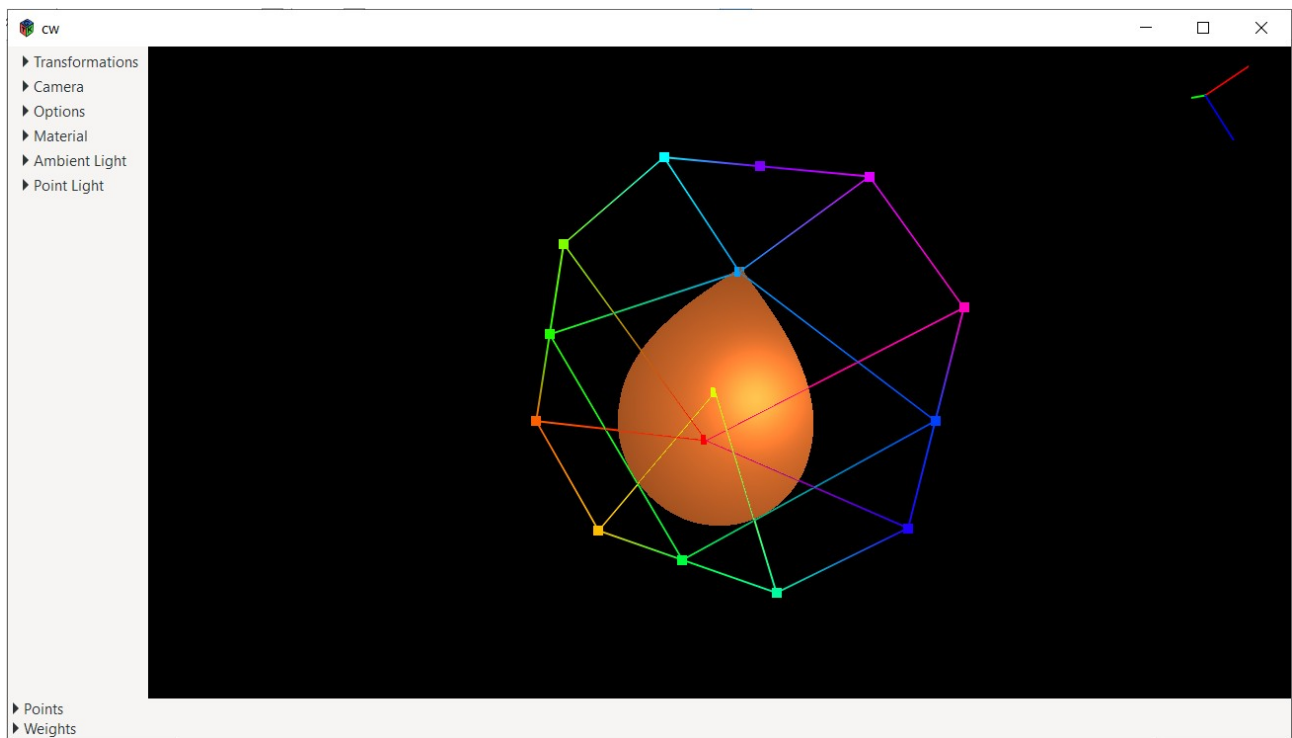 cw
Transformations
Camera
Options
Material
Ambient Light
Point Light
Points
Weights